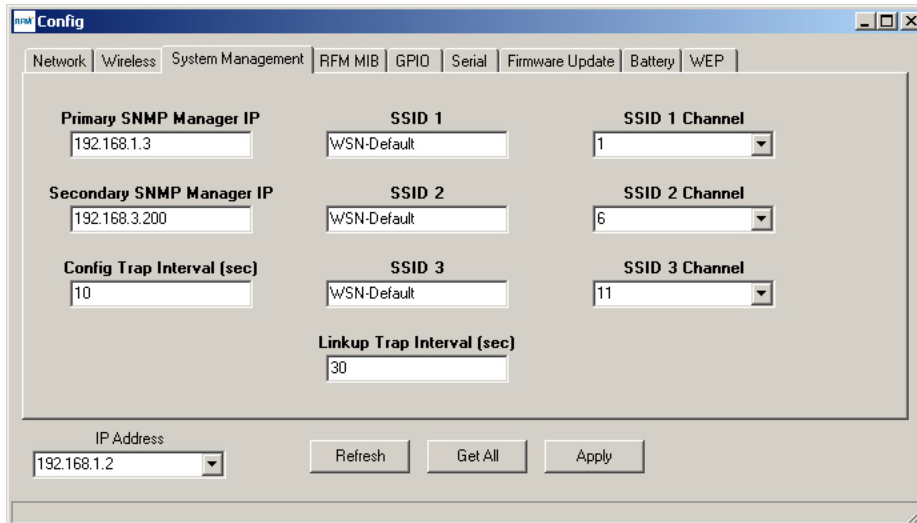 RFM Config
Network Wireless System Management RFM MIB GPIO Serial Firmware Update Battery WEP
Primary SNMP Manager IP SSID 1 SSID 1 Channel
192.168.1.3 WSN-Default 1
Secondary SNMP Manager IP SSID 2 SSID 2 Channel
192.168.3.200 WSN-Default 6
Config Trap Interval (sec) SSID 3 SSID 3 Channel
10 WSN-Default 11
Linkup Trap Interval (sec)
30
IP Address
192.168.1.2 Refresh Get All Apply